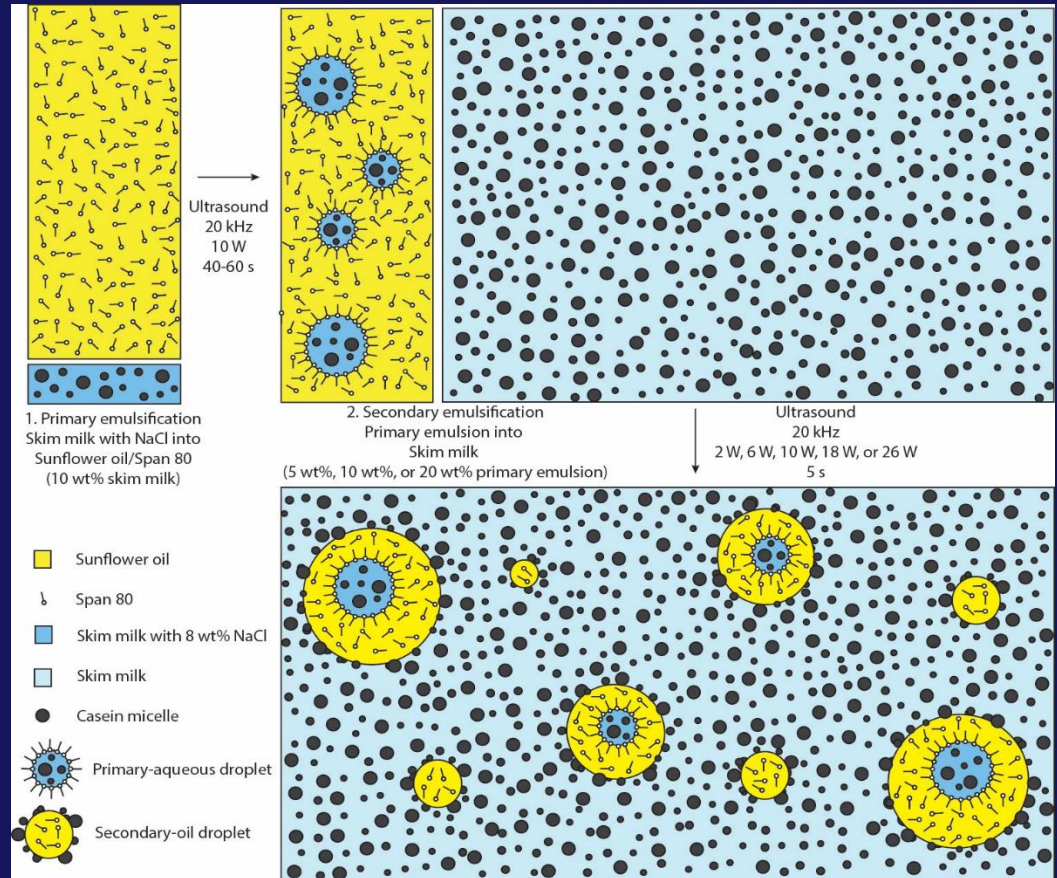 Ultrasound
20 kHz
10 W
40-60 s
1. Primary emulsification
Skim milk with NaCl into
Sunflower oil/Span 80
(10 wt% skim milk)
2. Secondary emulsification
Primary emulsion into
Skim milk
(5 wt%, 10 wt%, or 20 wt% primary emulsion)
Ultrasound
20 kHz
2 W, 6 W, 10 W, 18 W, or 26 W
5 s
Sunflower oil
Span 80
Skim milk with 8 wt% NaCl
Skim milk
Casein micelle
Primary-aqueous droplet
Secondary-oil droplet